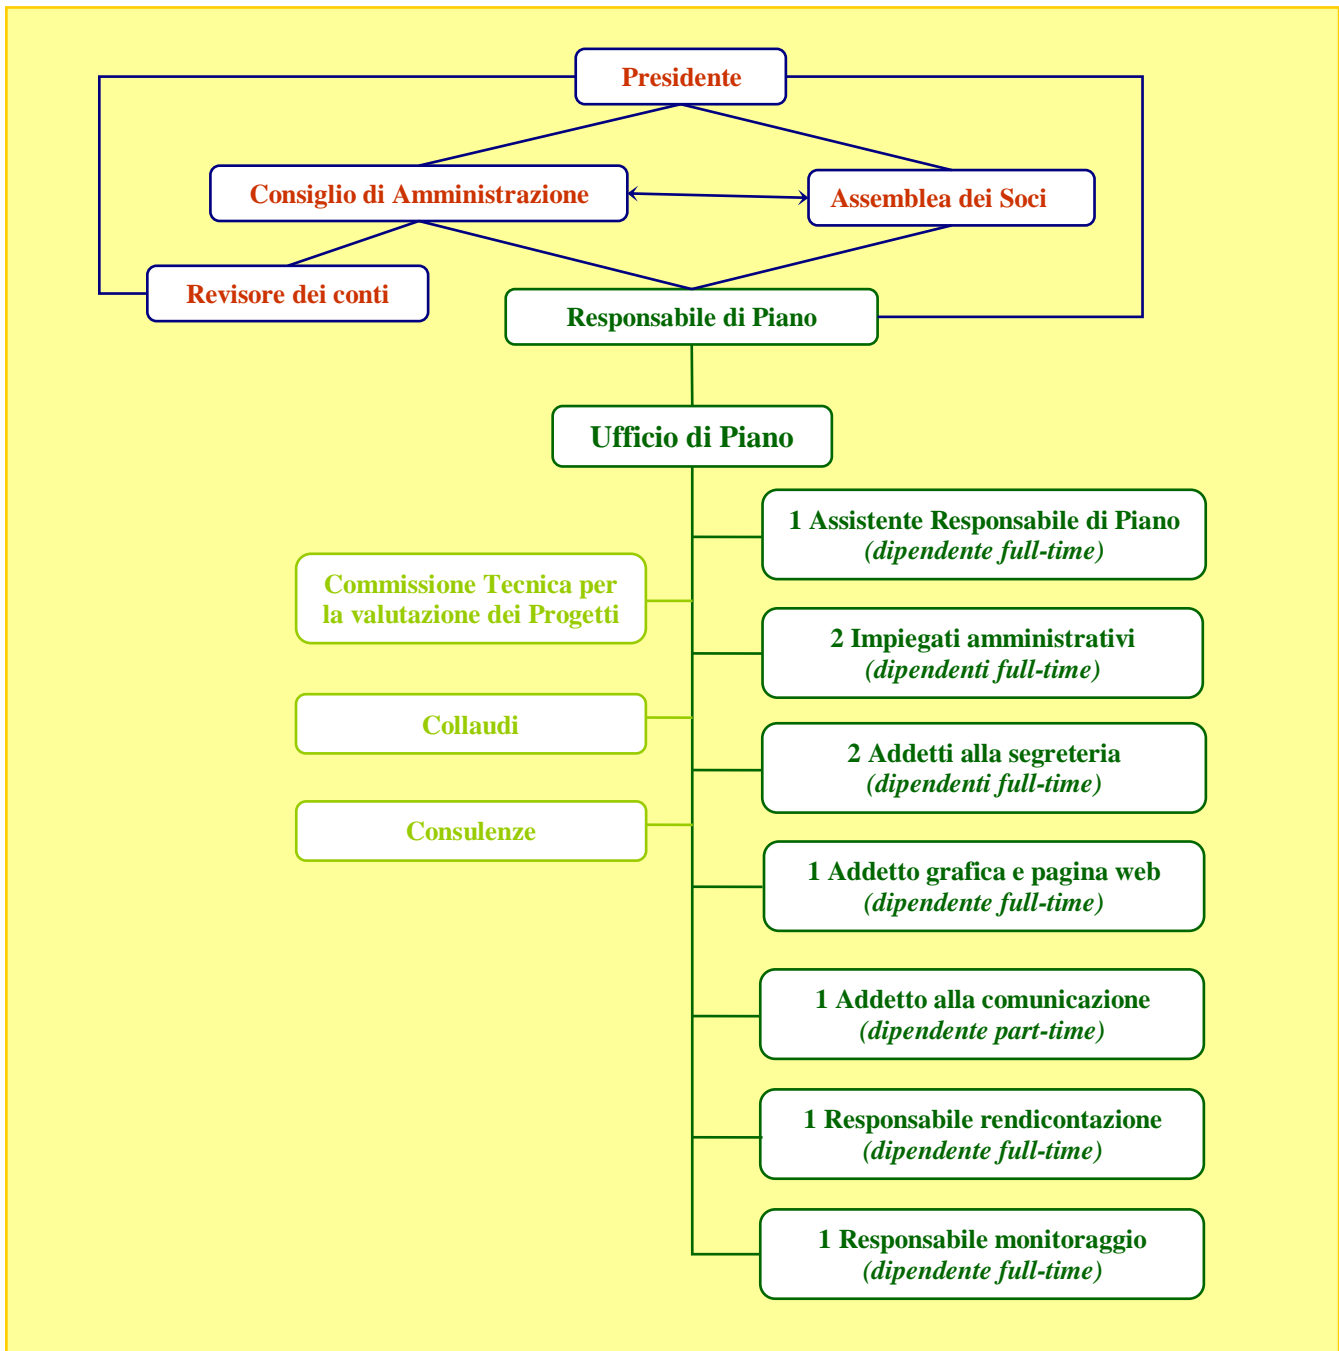 Presidente
Consiglio di Amministrazione
Assemblea dei Soci
Revisore dei conti
Responsabile di Piano
Ufficio di Piano
1 Assistente Responsabile di Piano
(dipendente full-time)
Commissione Tecnica per
la valutazione dei Progetti
2 Impiegati amministrativi
(dipendenti full-time)
Collaudi
2 Addetti alla segreteria
(dipendenti full-time)
Consulenze
1 Addetto grafica e pagina web
(dipendente full-time)
1 Addetto alla comunicazione
(dipendente part-time)
1 Responsabile rendicontazione
(dipendente full-time)
1 Responsabile monitoraggio
(dipendente full-time)